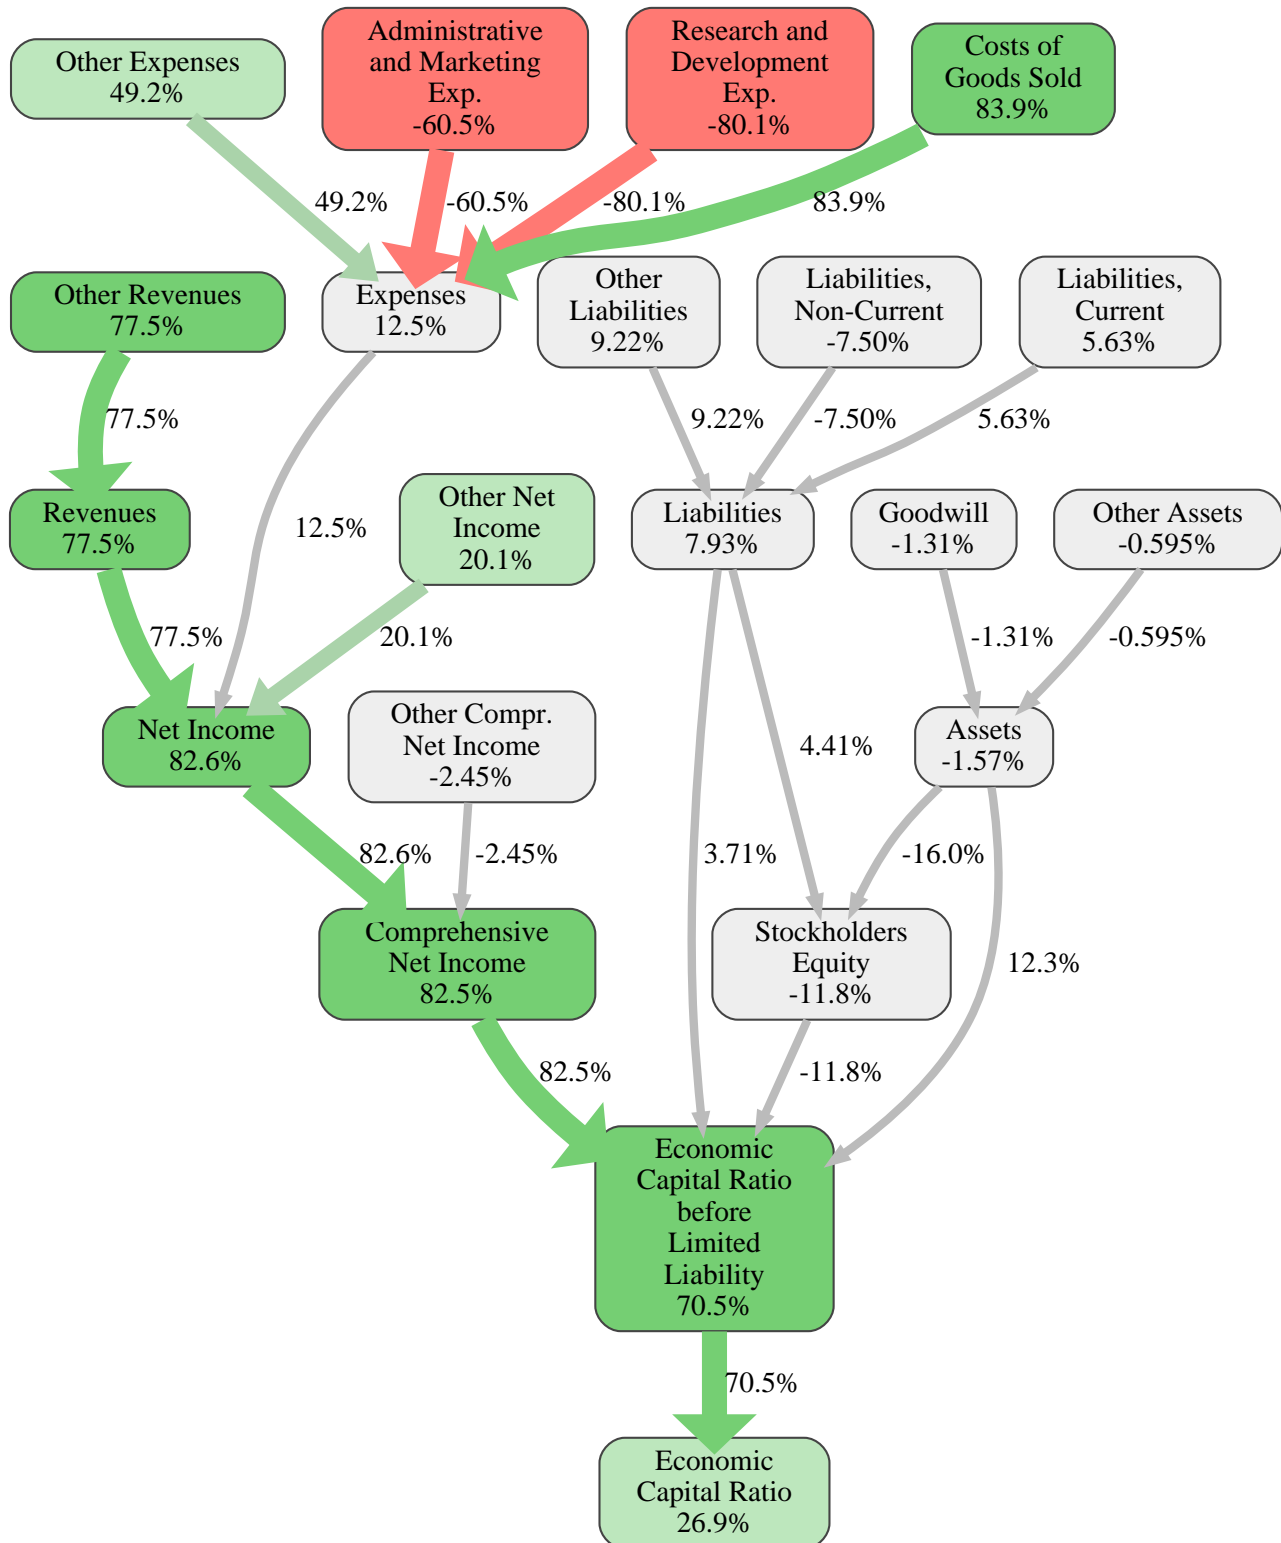 Other Expenses
49.2%
Administrative
and Marketing
Exp.
-60.5%
Research and
Development
Exp.
-80.1%
Costs of
Goods Sold
83.9%
49.2%
-60.5%
-80.1%
83.9%
Other Revenues
77.5%
Expenses
12.5%
Other
Liabilities
9.22%
Liabilities,
Non-Current
-7.50%
Liabilities,
Current
5.63%
77.5%
9.22%
-7.50%
5.63%
Revenues
77.5%
12.5%
Other Net
Income
20.1%
Liabilities
7.93%
Goodwill
-1.31%
Other Assets
-0.595%
77.5%
20.1%
-1.31%
-0.595%
Net Income
82.6%
Other Compr.
Net Income
-2.45%
4.41%
Assets
-1.57%
82.6%
-2.45%
3.71%
-16.0%
Comprehensive
Net Income
82.5%
Stockholders
Equity
-11.8%
12.3%
82.5%
-11.8%
Economic
Capital Ratio
before
Limited
Liability
70.5%
70.5%
Economic
Capital Ratio
26.9%